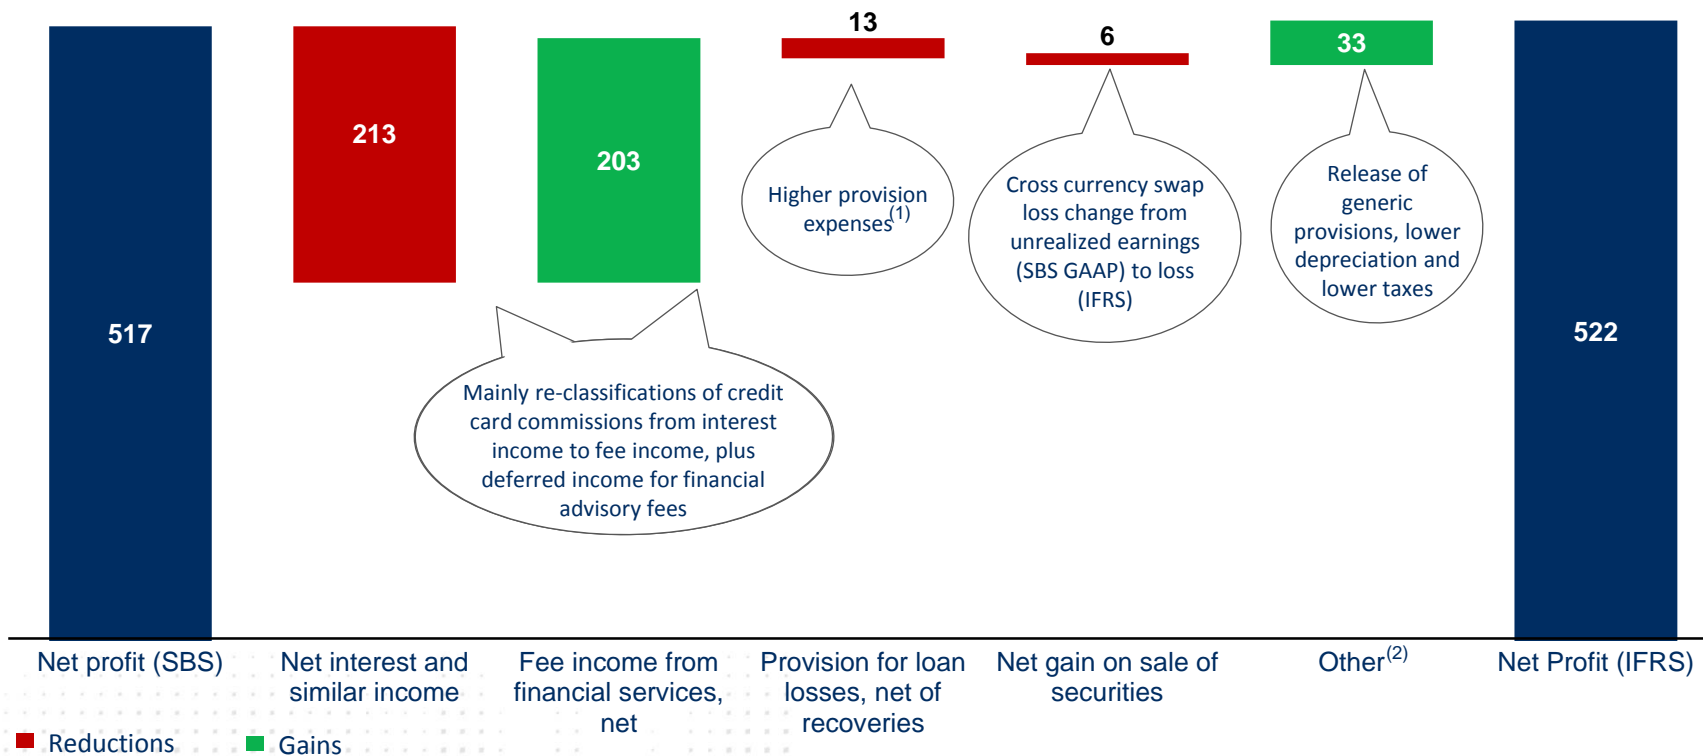 13
6
33
213
203
517
522
Higher provision
expenses(1)
Cross currency swap
loss change from
unrealized earnings
(SBS GAAP) to loss
(IFRS)
Release of
generic
provisions, lower
depreciation and
lower taxes
Mainly re-classifications of credit
card commissions from interest
income to fee income, plus
deferred income for financial
advisory fees
Net profit (SBS)
Net interest and
similar income
Fee income from
financial services,
net
Provision for loan
losses, net of
recoveries
Net gain on sale of
securities
Other(2)
Net Profit (IFRS)
Reductions
Gains